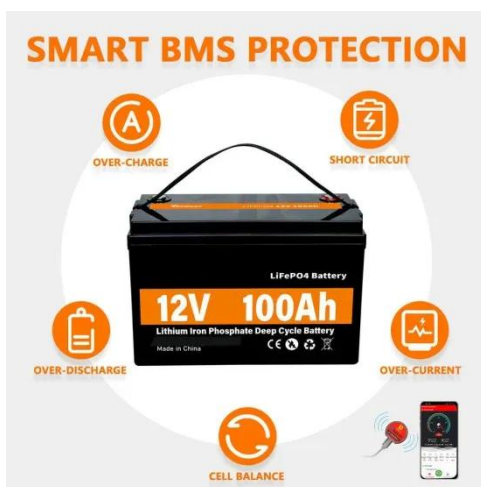 SMART BMS PROTECTION
A
OVER-CHARGE
SHORT CIRCUIT
LiFePO4 Battery
12V 100Ah
Lithium Iron Phosphate Deep Cycle Battery
Made in China
CE
OVER-DISCHARGE
OVER-CURRENT
CELL BALANCE